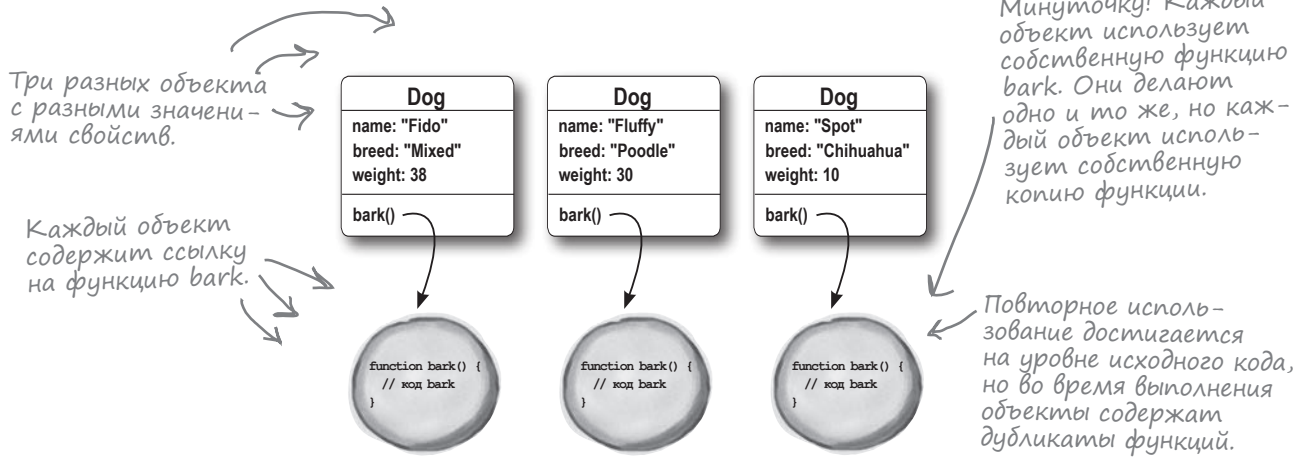 Минуточку! Каждый
объект использует
собственную функцию
bark. Они делают
одно и то же, но каж-
дый объект исполь-
зует собственную
копию функции.
Три разных объекта
с разными значени-
ями свойств.
Dog
name: "Fido"
breed: "Mixed"
weight: 38
bark()
Dog
name: "Fluffy"
breed: "Poodle"
weight: 30
bark()
Dog
name: "Spot"
breed: "Chihuahua"
weight: 10
bark()
Каждый объект
содержит ссылку
на функцию bark.
function bark() {
// код bark
}
function bark() {
// код bark
}
function bark() {
// код bark
}
Повторное исполь-
зование достигается
на уровне исходного кода,
но во время выполнения
объекты содержат
дубликаты функций.